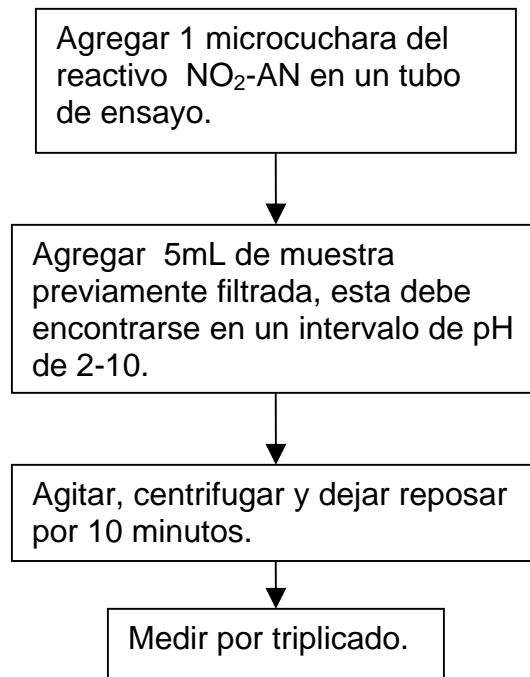 Agregar 1 microcuchara del
reactivo NO₂-AN en un tubo
de ensayo.
Agregar 5mL de muestra
previamente filtrada, esta debe
encontrarse en un intervalo de pH
de 2-10.
Agitar, centrifugar y dejar reposar
por 10 minutos.
Medir por triplicado.